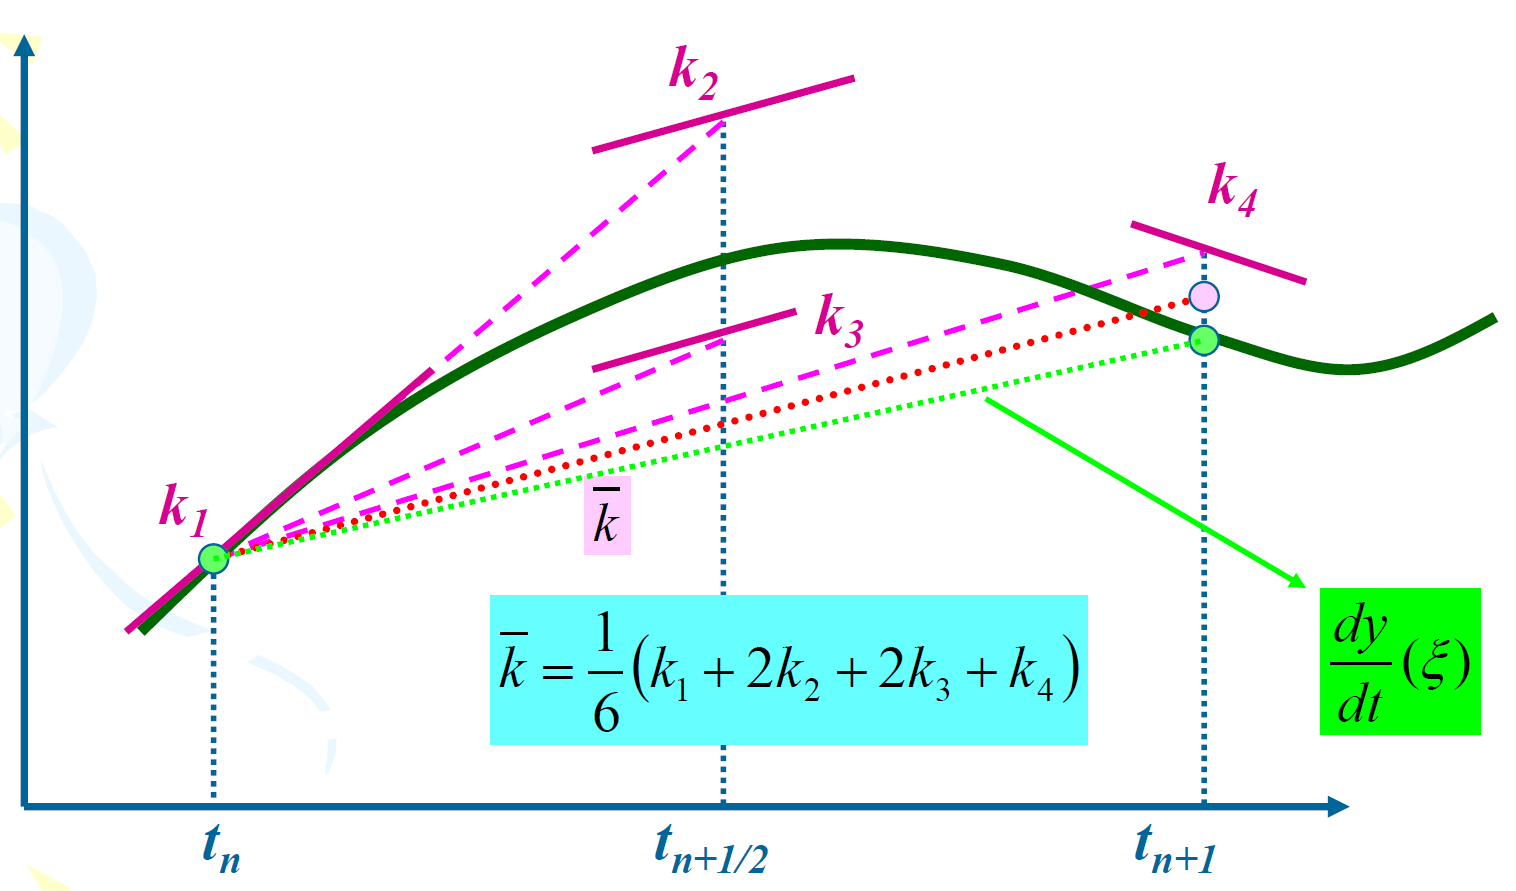 k₂
k₄
k₃
k₁
k̅
k̅ = 1/6 (k₁ + 2k₂ + 2k₃ + k₄)
dy/dt (ξ)
tₙ
tₙ₊₁/₂
tₙ₊₁